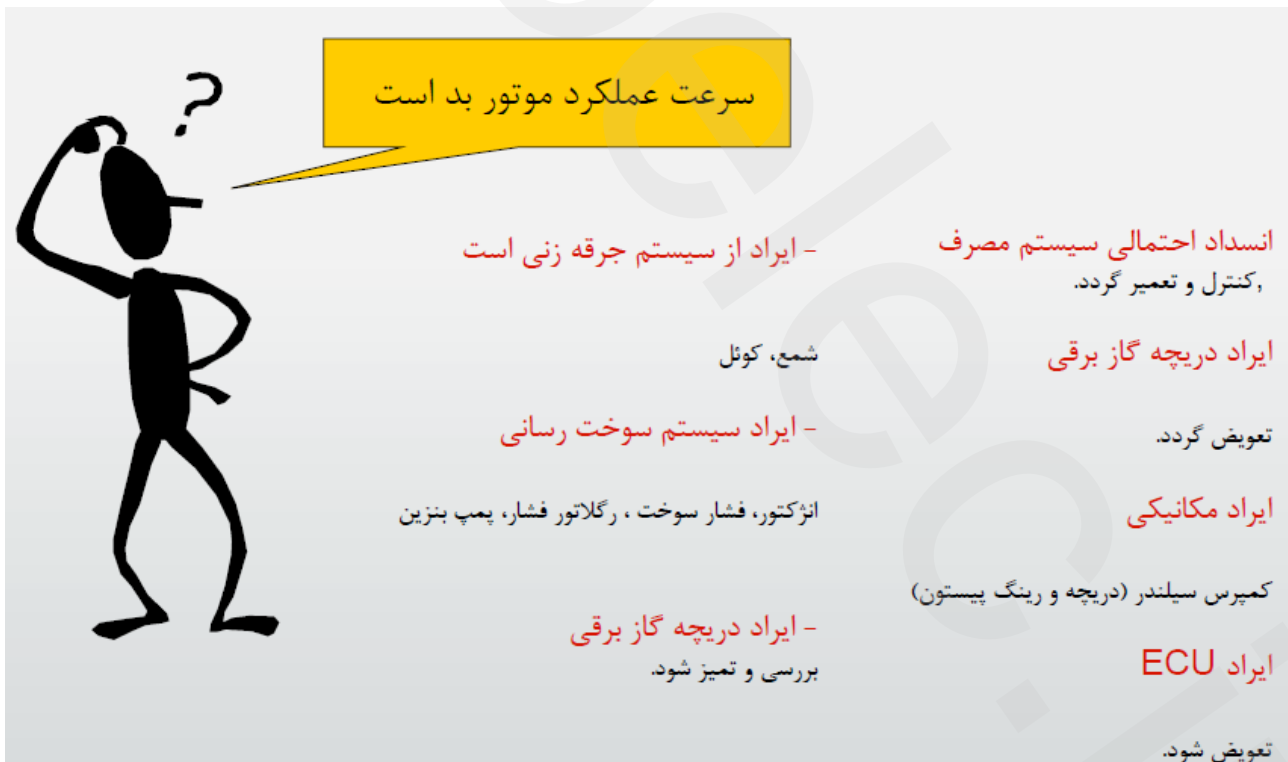 ?
سرعت عملکرد موتور بد است
انسداد احتمالی سیستم مصرف
,کنترل و تعمیر گردد.
ایراد دریچه گاز برقی
تعویض گردد.
ایراد مکانیکی
کمپرس سیلندر (دریچه و رینگ پیستون)
ایراد ECU
تعویض شود.
- ایراد از سیستم جرقه زنی است
شمع، کوئل
- ایراد سیستم سوخت رسانی
انژکتور، فشار سوخت ، رگلاتور فشار، پمپ بنزین
- ایراد دریچه گاز برقی
بررسی و تمیز شود.